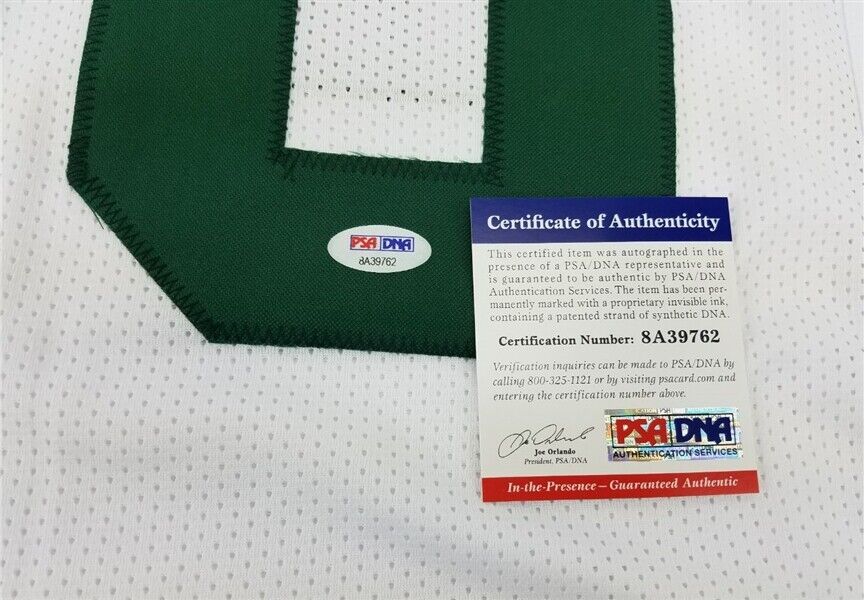 PSA DNA
8A39762
Certificate of Authenticity
This certified item was autographed in the
presence of a PSA/DNA representative and
is guaranteed to be authentic by PSA/DNA
Authentication Services. The item has been per-
manently marked with a proprietary invisible ink,
containing a patented strand of synthetic DNA.
Certification Number: 8A39762
Verification inquiries can be made to PSA/DNA by
calling 800-325-1121 or by visiting psacard.com and
entering the certification number above.
Joe Orlando
President, PSA/DNA
PSA DNA
AUTHENTICATION SERVICES
In-the-Presence – Guaranteed Authentic